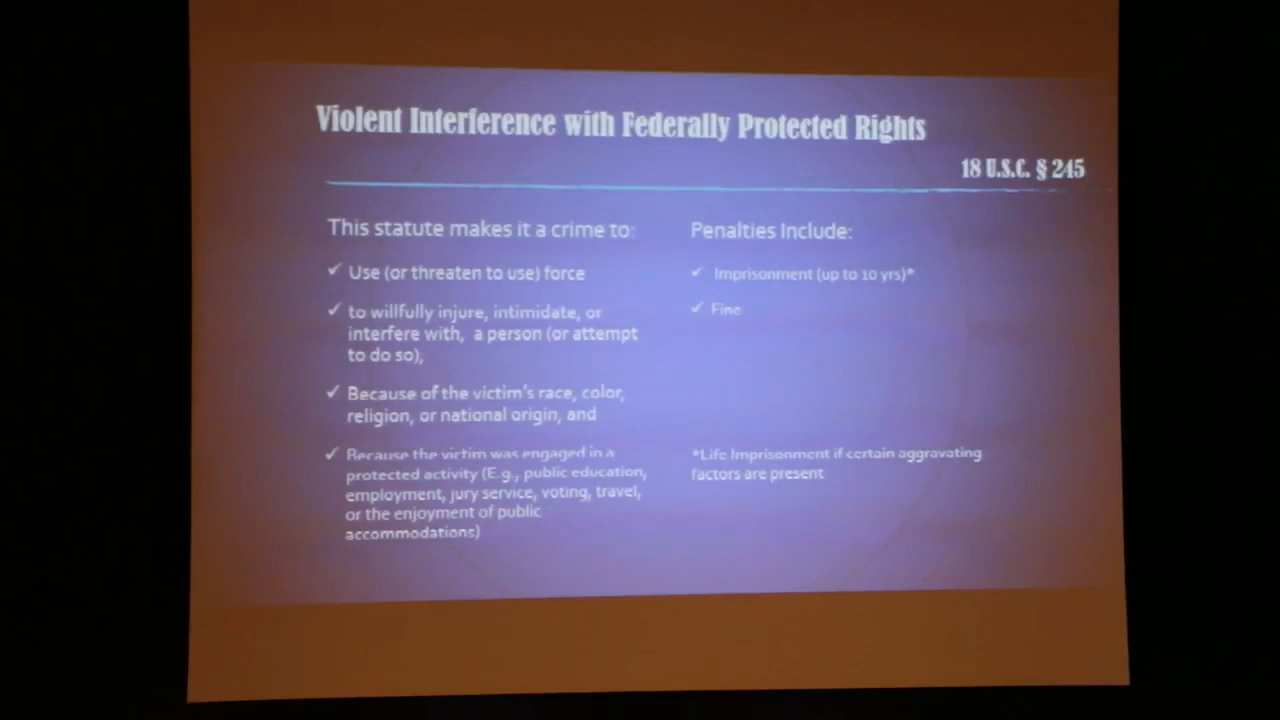 Violent Interference with Federally Protected Rights
18 U.S.C. § 245
This statute makes it a crime to:
✓ Use (or threaten to use) force
✓ to willfully injure, intimidate, or
interfere with, a person (or attempt
to do so),
✓ Because of the victim's race, color,
religion, or national origin, and
✓ Because the victim was engaged in a
protected activity (E.g., public education,
employment, jury service, voting, travel,
or the enjoyment of public
accommodations)
Penalties Include:
✓ Imprisonment (up to 10 yrs)*
✓ Fine
*Life Imprisonment if certain aggravating
factors are present